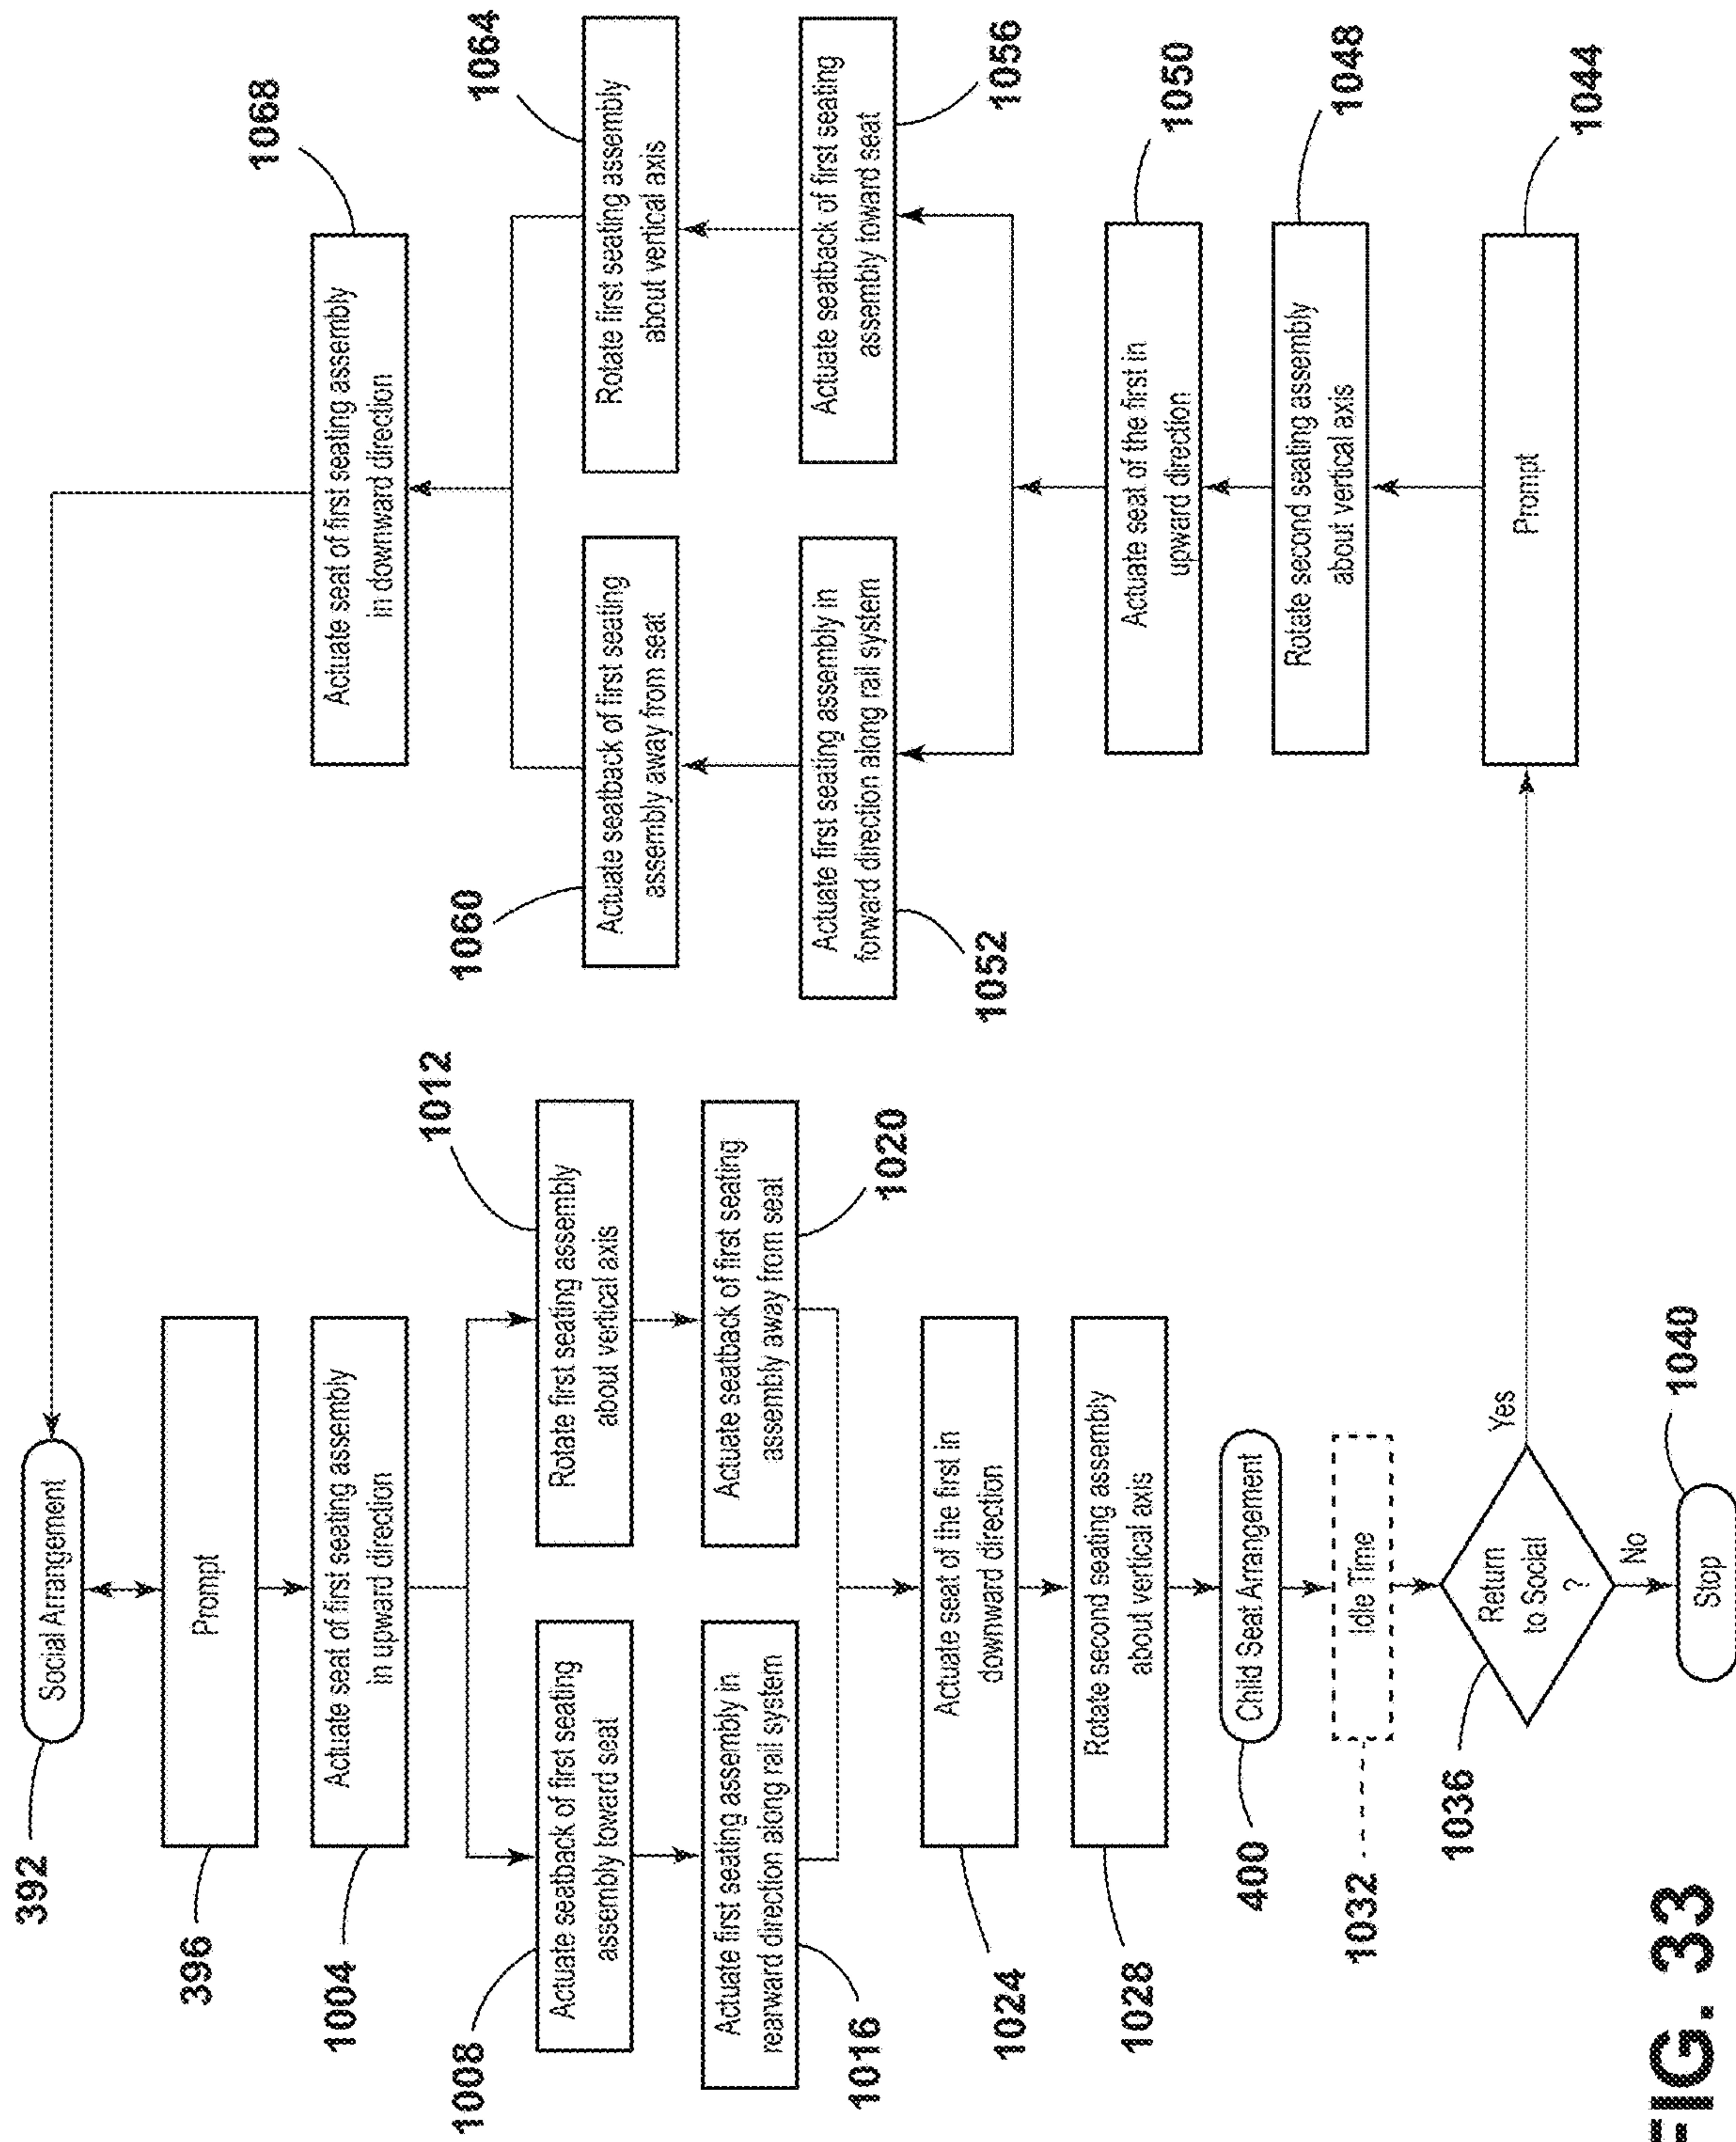 392
Social Arrangement
396
Prompt
1004
Actuate seat of first seating assembly
in upward direction
1008
Actuate seatback of first seating
assembly toward seat
1012
Rotate first seating assembly
about vertical axis
1016
Actuate first seating assembly in
rearward direction along rail system
1020
Actuate seatback of first seating
assembly away from seat
1024
Actuate seat of the first in
downward direction
1028
Rotate second seating assembly
about vertical axis
400
Child Seat Arrangement
1032
Idle Time
1036
Return
to Social
?
Yes
No
Stop
1040
1068
Actuate seat of first seating assembly
in downward direction
1060
Actuate seatback of first seating
assembly away from seat
1064
Rotate first seating assembly
about vertical axis
1052
Actuate first seating assembly in
forward direction along rail system
1056
Actuate seatback of first seating
assembly toward seat
1050
Actuate seat of the first in
upward direction
1048
Rotate second seating assembly
about vertical axis
1044
Prompt
FIG. 33